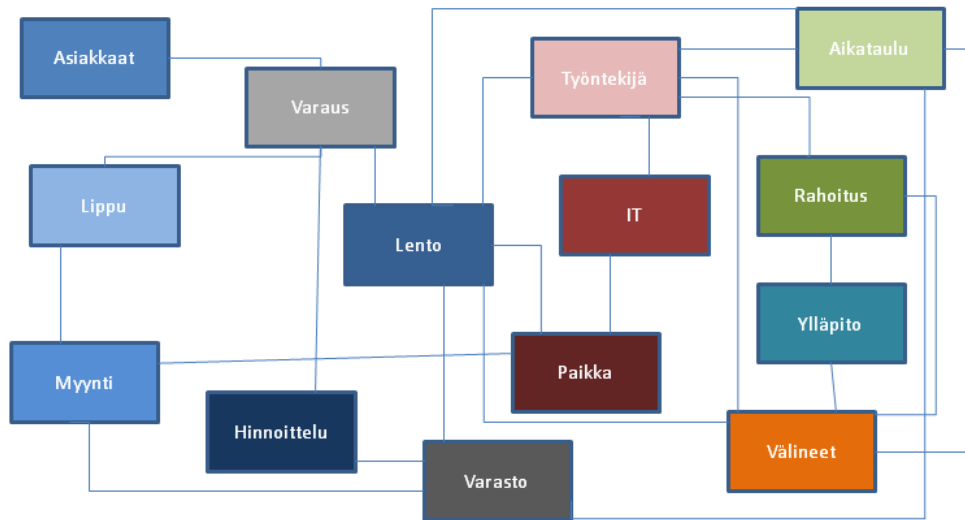 Asiakkaat
Varaus
Työntekijä
Aikataulu
Lippu
Lento
IT
Rahoitus
Myynti
Hinnoittelu
Paikka
Ylläpito
Varasto
Välineet